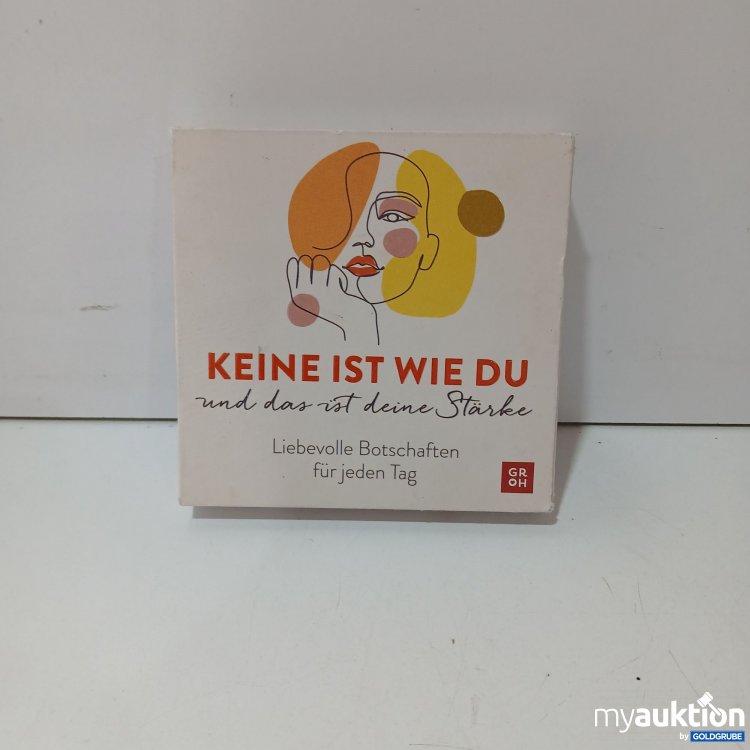 KEINE IST WIE DU
und das ist deine Stärke
Liebevolle Botschaften
für jeden Tag
GR
OH
myauktion
by GOLDGRUBE